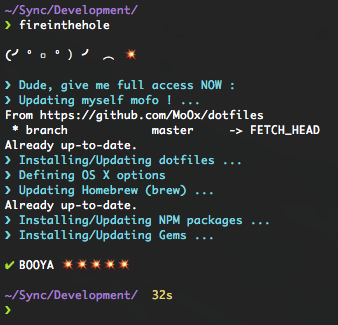 ~/Sync/Development/
❯ fireinthehole
(╯°□°) ╯ ︵ 💥
❯ Dude, give me full access NOW :
❯ Updating myself mofo ! ...
From https://github.com/MoOx/dotfiles
* branch master -> FETCH_HEAD
Already up-to-date.
❯ Installing/Updating dotfiles ...
❯ Defining OS X options
❯ Updating Homebrew (brew) ...
Already up-to-date.
❯ Installing/Updating NPM packages ...
❯ Installing/Updating Gems ...
✔ BOOYA 💥💥💥💥💥
~/Sync/Development/ 32s
❯